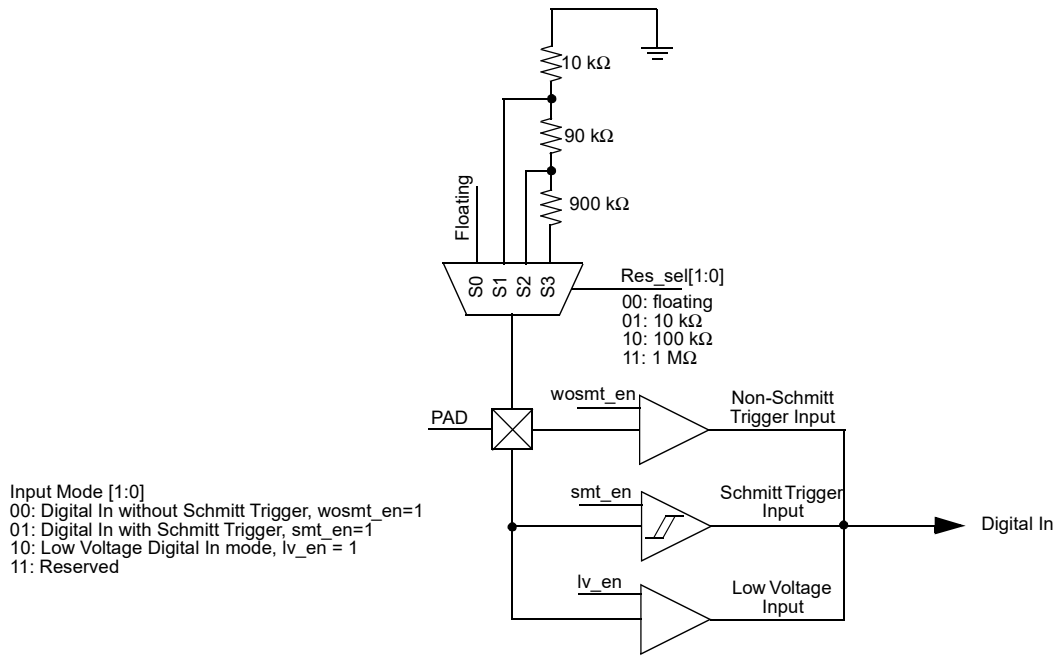 10 kΩ
90 kΩ
900 kΩ
Floating
S0
S1
S2
S3
Res_sel[1:0]
00: floating
01: 10 kΩ
10: 100 kΩ
11: 1 MΩ
PAD
wosmt_en
Non-Schmitt
Trigger Input
Input Mode [1:0]
00: Digital In without Schmitt Trigger, wosmt_en=1
01: Digital In with Schmitt Trigger, smt_en=1
10: Low Voltage Digital In mode, lv_en = 1
11: Reserved
smt_en
Schmitt Trigger
Input
Digital In
lv_en
Low Voltage
Input